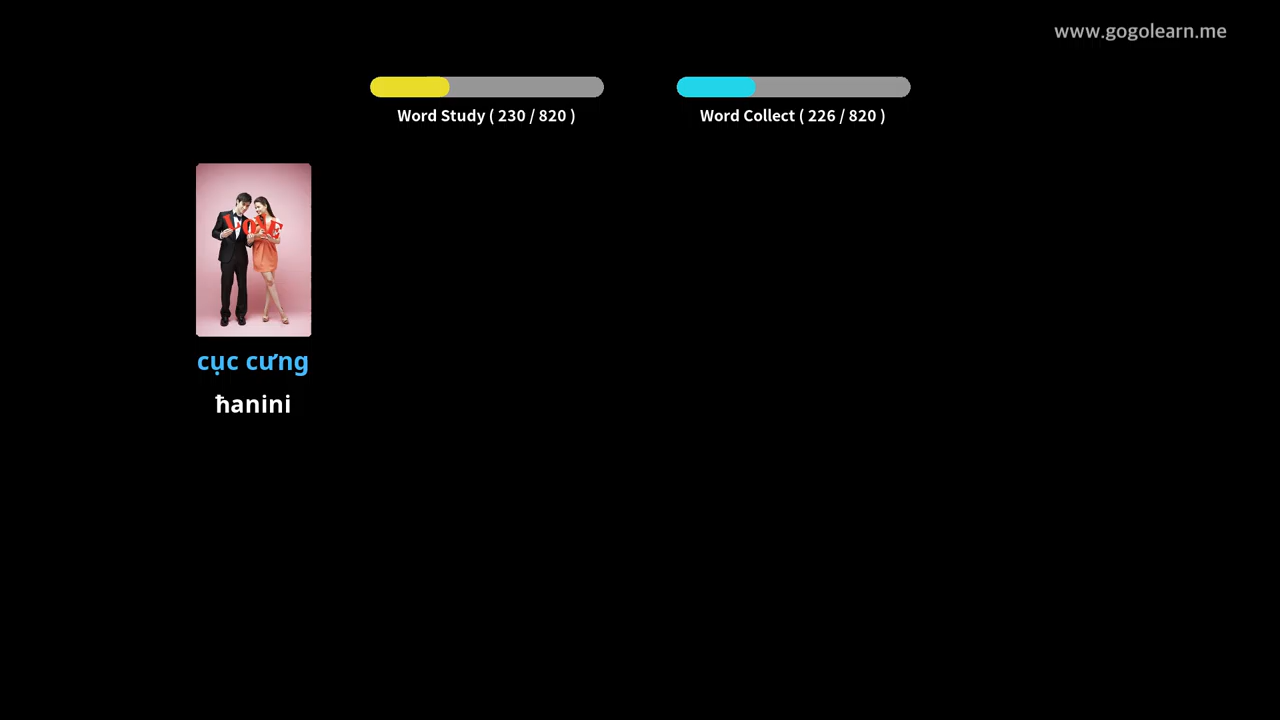 www.gogolearn.me
Word Study ( 230 / 820 )
Word Collect ( 226 / 820 )
cục cưng
ħanini